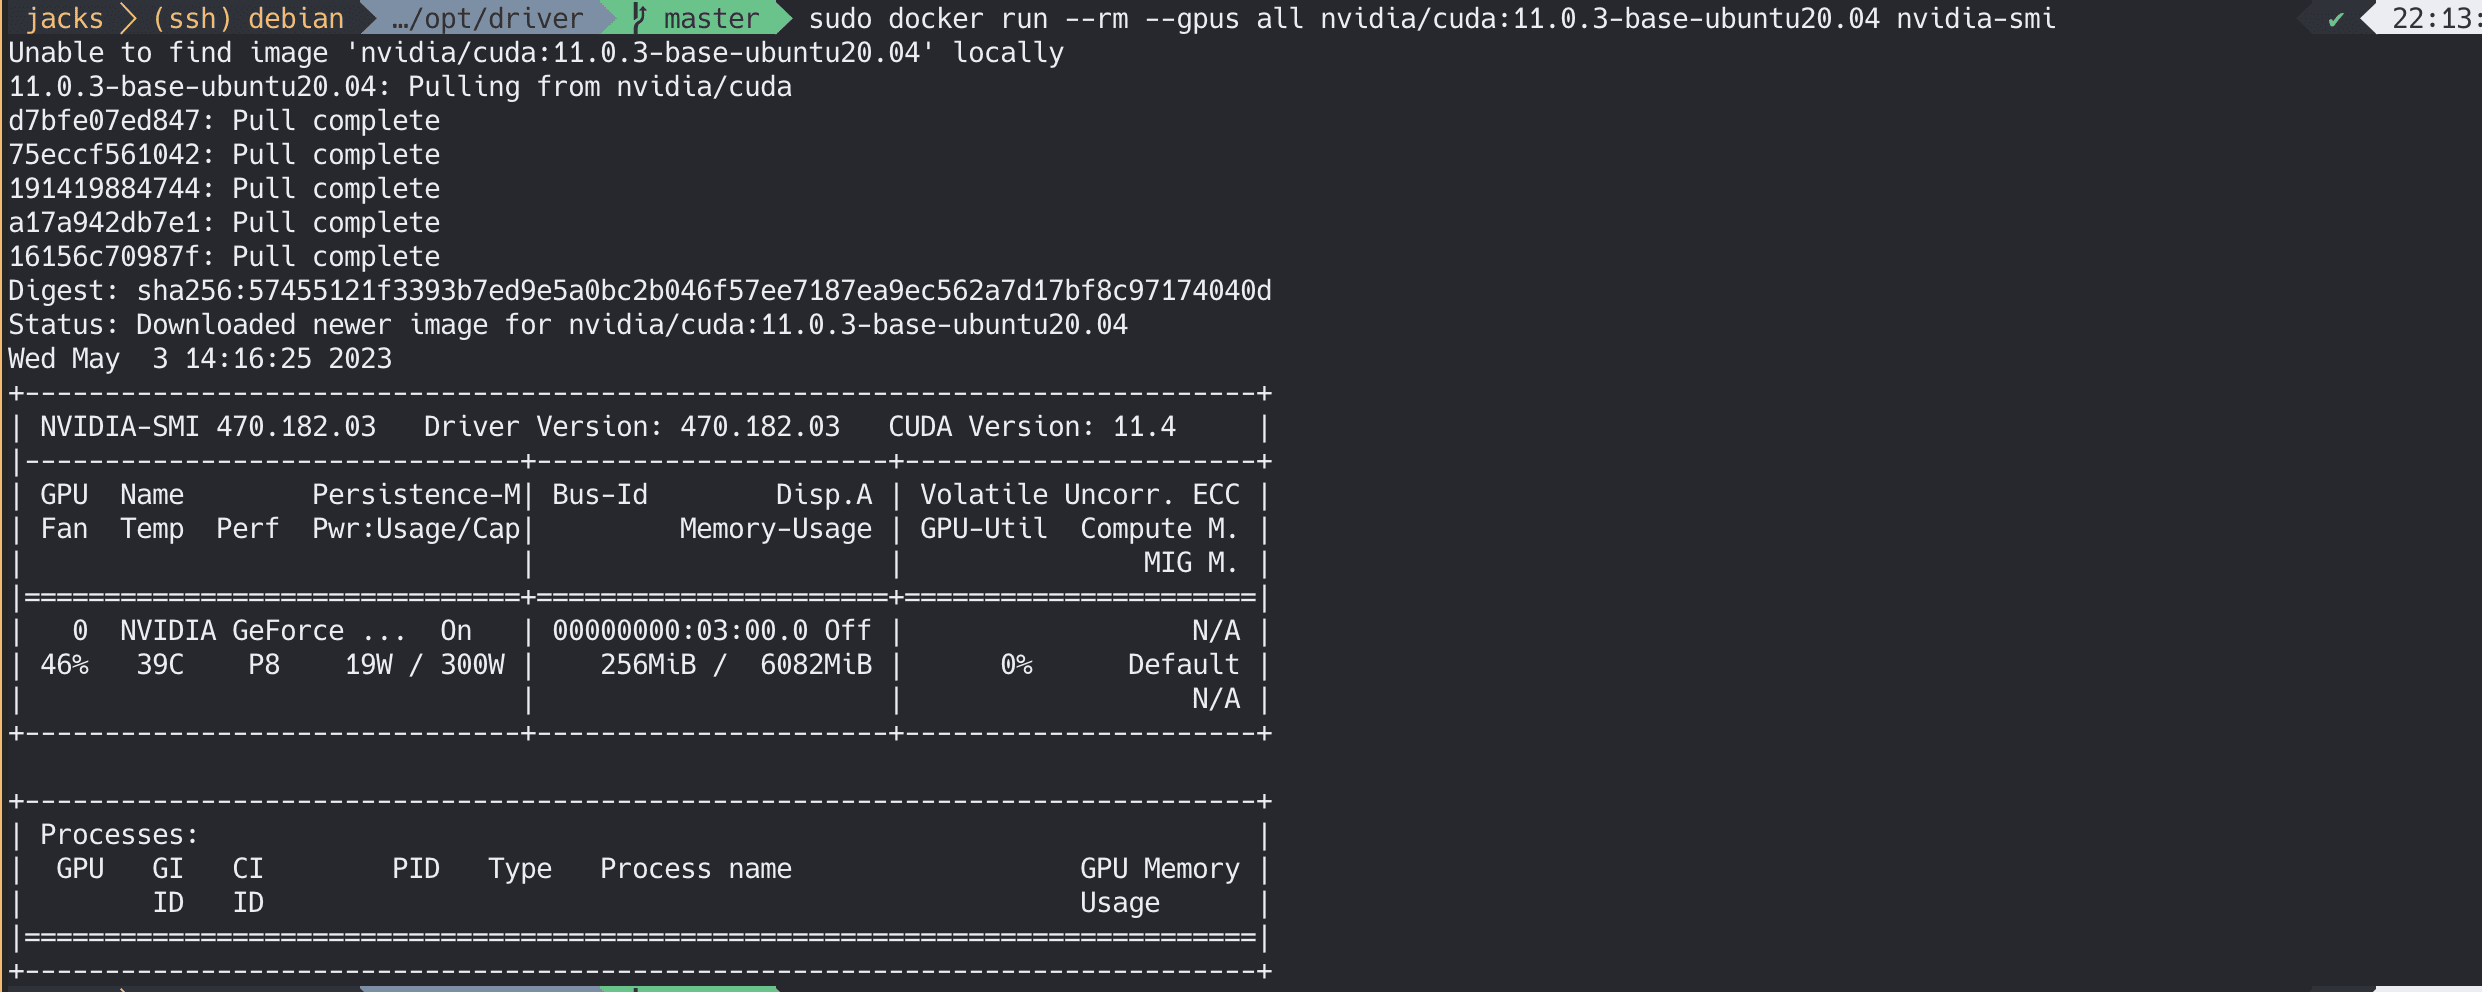 jacks (ssh) debian …/opt/driver master sudo docker run --rm --gpus all nvidia/cuda:11.0.3-base-ubuntu20.04 nvidia-smi ✔ 22:13:
Unable to find image 'nvidia/cuda:11.0.3-base-ubuntu20.04' locally
11.0.3-base-ubuntu20.04: Pulling from nvidia/cuda
d7bfe07ed847: Pull complete
75eccf561042: Pull complete
191419884744: Pull complete
a17a942db7e1: Pull complete
16156c70987f: Pull complete
Digest: sha256:57455121f3393b7ed9e5a0bc2b046f57ee7187ea9ec562a7d17bf8c97174040d
Status: Downloaded newer image for nvidia/cuda:11.0.3-base-ubuntu20.04
Wed May  3 14:16:25 2023
+-----------------------------------------------------------------------------+
| NVIDIA-SMI 470.182.03   Driver Version: 470.182.03   CUDA Version: 11.4     |
|-------------------------------+----------------------+----------------------+
| GPU  Name        Persistence-M| Bus-Id        Disp.A | Volatile Uncorr. ECC |
| Fan  Temp  Perf  Pwr:Usage/Cap|         Memory-Usage | GPU-Util  Compute M. |
|                               |                      |               MIG M. |
|===============================+======================+======================|
|   0  NVIDIA GeForce ...  On   | 00000000:03:00.0 Off |                  N/A |
| 46%   39C    P8    19W / 300W |    256MiB /  6082MiB |      0%      Default |
|                               |                      |                  N/A |
+-------------------------------+----------------------+----------------------+
+-----------------------------------------------------------------------------+
| Processes:                                                                  |
|  GPU   GI   CI        PID   Type   Process name                  GPU Memory |
|        ID   ID                                                   Usage      |
|=============================================================================|
+-----------------------------------------------------------------------------+